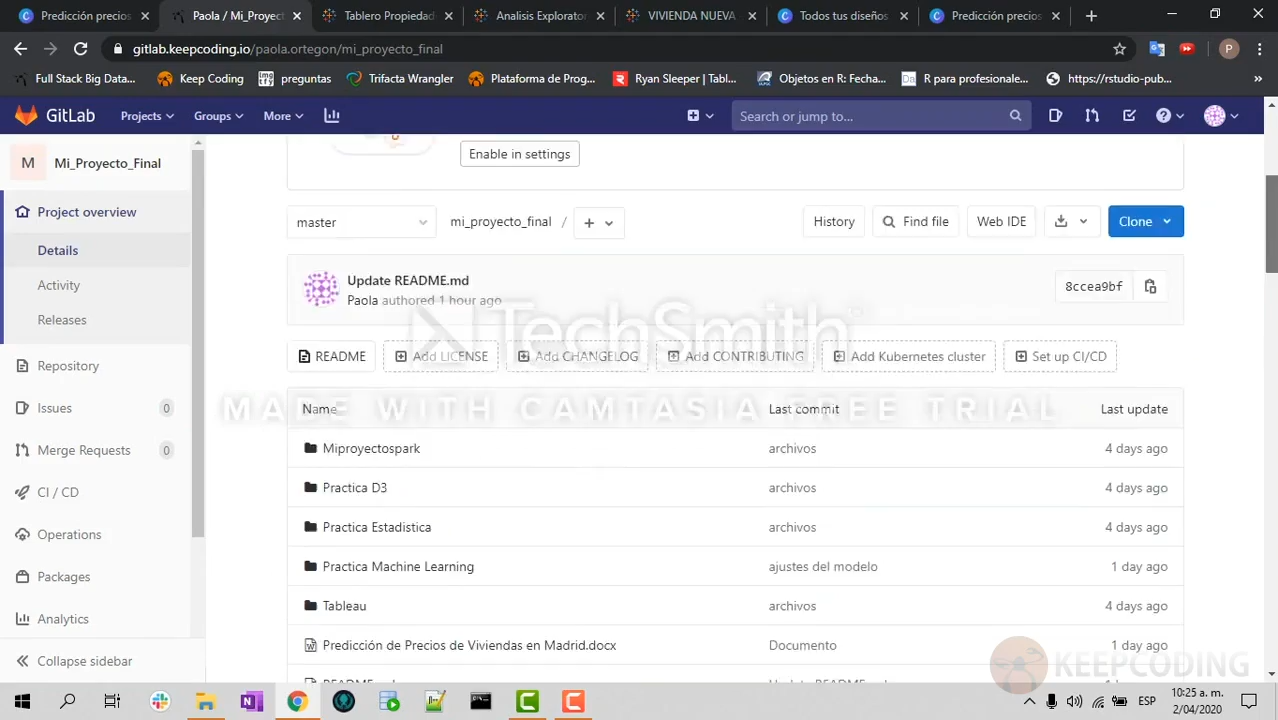 Predicción precios
Paola / Mi_Proyect
Tablero Propiedad
Analisis Explorator
VIVIENDA NUEVA
Todos tus diseños
Predicción precios
gitlab.keepcoding.io/paola.ortegon/mi_proyecto_final
P
Full Stack Big Data...
Keep Coding
preguntas
Trifacta Wrangler
Plataforma de Prog...
Ryan Sleeper | Tabl...
Objetos en R: Fecha...
R para profesionale...
https://rstudio-pub...
GitLab
Projects
Groups
More
Search or jump to...
M
Mi_Proyecto_Final
Enable in settings
Project overview
master
mi_proyecto_final /
History
Find file
Web IDE
Clone
Details
Update README.md
Activity
Paola authored 1 hour ago
8ccea9bf
Releases
TechSmith
README
Add LICENSE
Add CHANGELOG
Add CONTRIBUTING
Add Kubernetes cluster
Set up CI/CD
Repository
MADE WITH CAMTASIA FREE TRIAL
Issues
0
Name
Last commit
Last update
Merge Requests
0
Miproyectospark
archivos
4 days ago
CI / CD
Practica D3
archivos
4 days ago
Operations
Practica Estadistica
archivos
4 days ago
Packages
Practica Machine Learning
ajustes del modelo
1 day ago
Analytics
Tableau
archivos
4 days ago
Collapse sidebar
Predicción de Precios de Viviendas en Madrid.docx
Documento
1 day ago
KEEPCODING
ESP
10:25 a. m.
2/04/2020